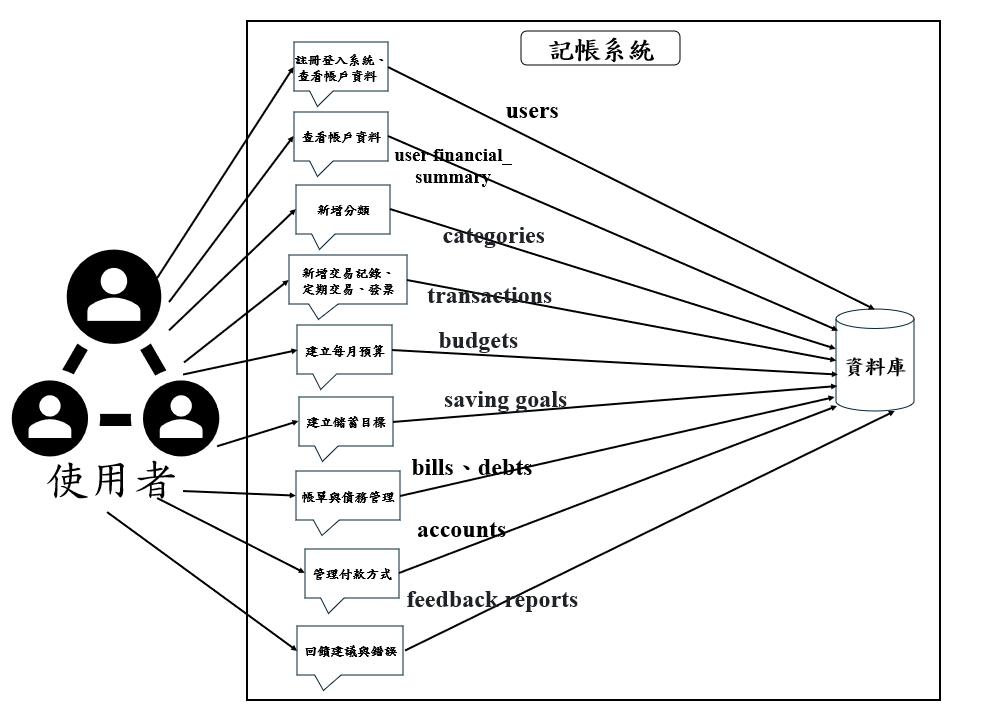 記帳系統
註冊登入系統、
查看帳戶資料
users
查看帳戶資料
user financial_
summary
新增分類
categories
新增交易記錄、
定期交易、發票
transactions
建立每月預算
budgets
資料庫
建立儲蓄目標
saving goals
使用者
帳單與債務管理
bills、debts
管理付款方式
accounts
回饋建議與錯誤
feedback reports